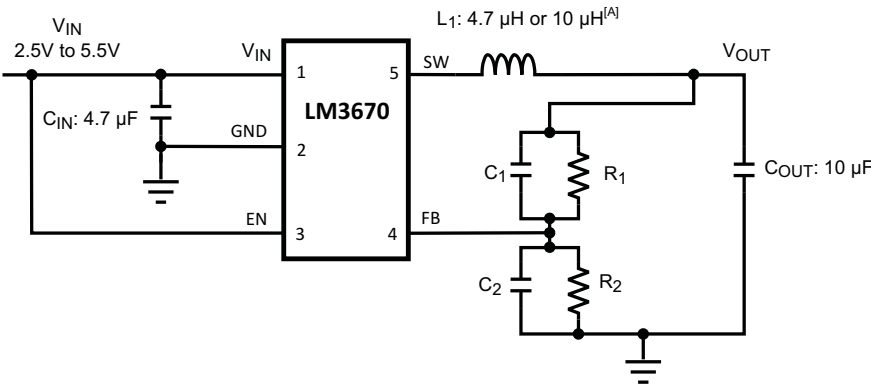 L1: 4.7 µH or 10 µH[A]
VIN
2.5V to 5.5V
VIN
SW
VOUT
1
5
LM3670
CIN: 4.7 µF
GND
2
C1
R1
COUT: 10 µF
EN
3
4
FB
C2
R2